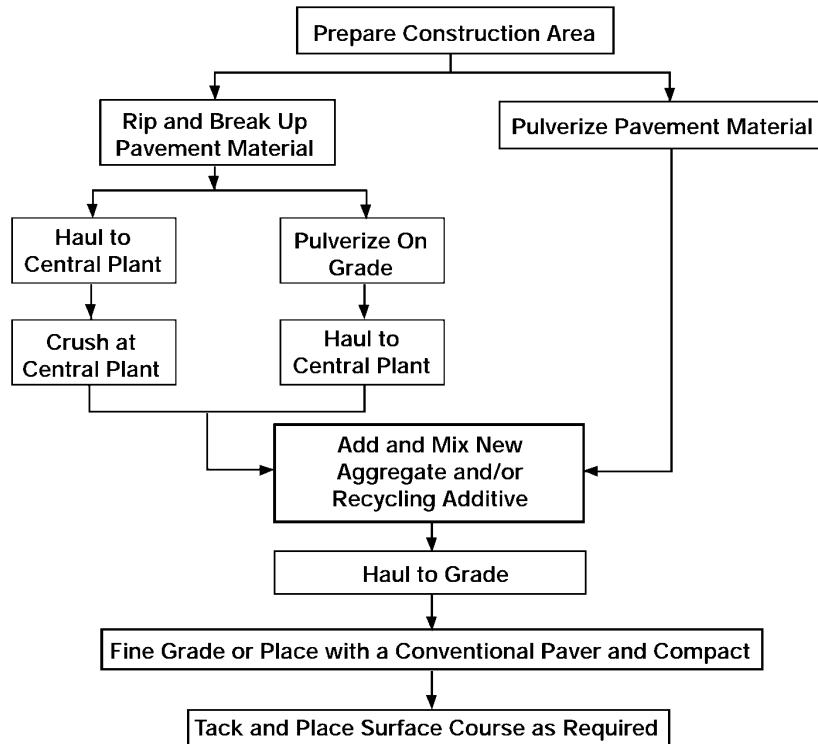 Prepare Construction Area
Rip and Break Up
Pavement Material
Pulverize Pavement Material
Haul to
Central Plant
Pulverize On
Grade
Crush at
Central Plant
Haul to
Central Plant
Add and Mix New
Aggregate and/or
Recycling Additive
Haul to Grade
Fine Grade or Place with a Conventional Paver and Compact
Tack and Place Surface Course as Required